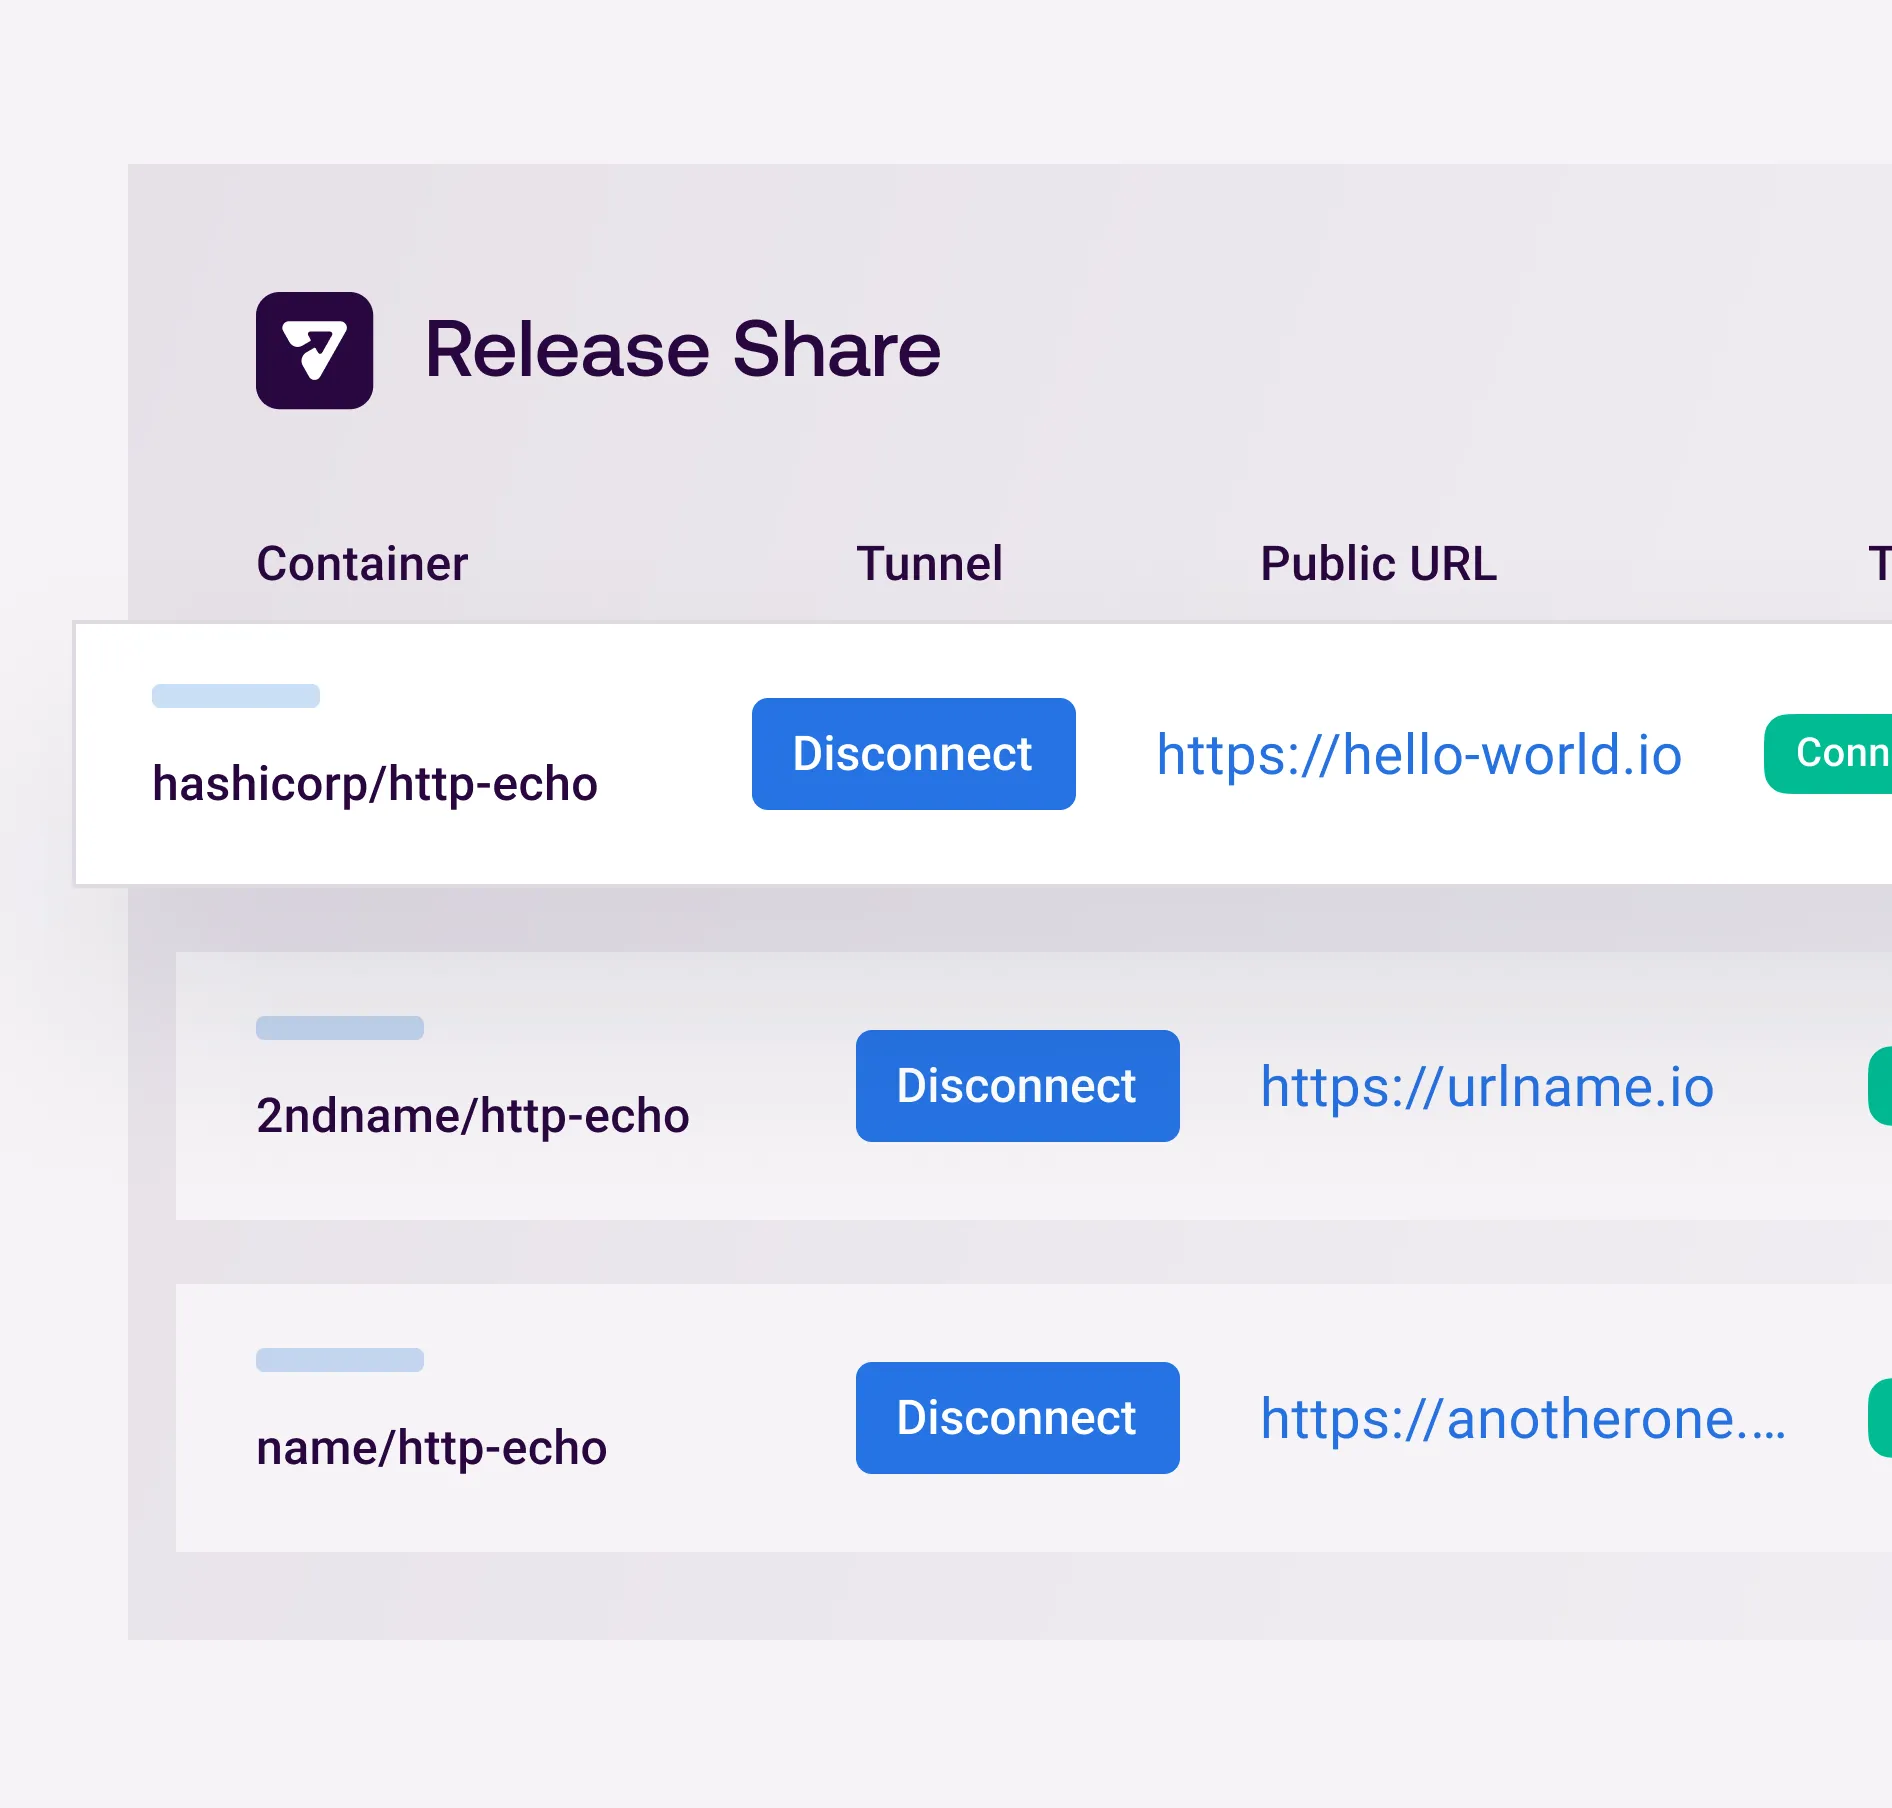 Release Share
Container Tunnel Public URL
hashicorp/http-echo Disconnect https://hello-world.io
2ndname/http-echo Disconnect https://urlname.io
name/http-echo Disconnect https://anotherone.…